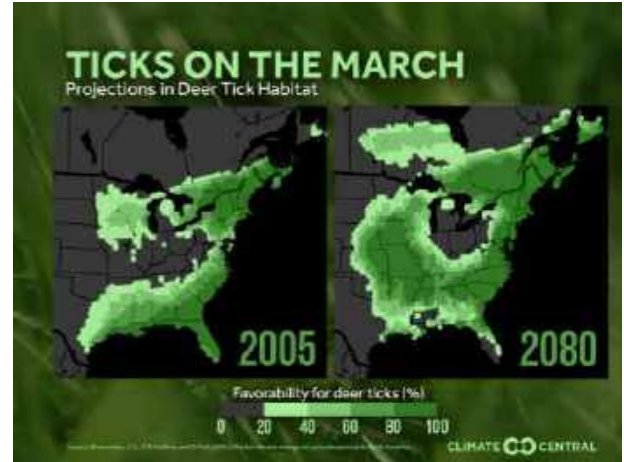 TICKS ON THE MARCH
Projections in Deer Tick Habitat
2005
2080
Favorability for deer ticks (%)
0 20 40 60 80 100
CLIMATE CENTRAL